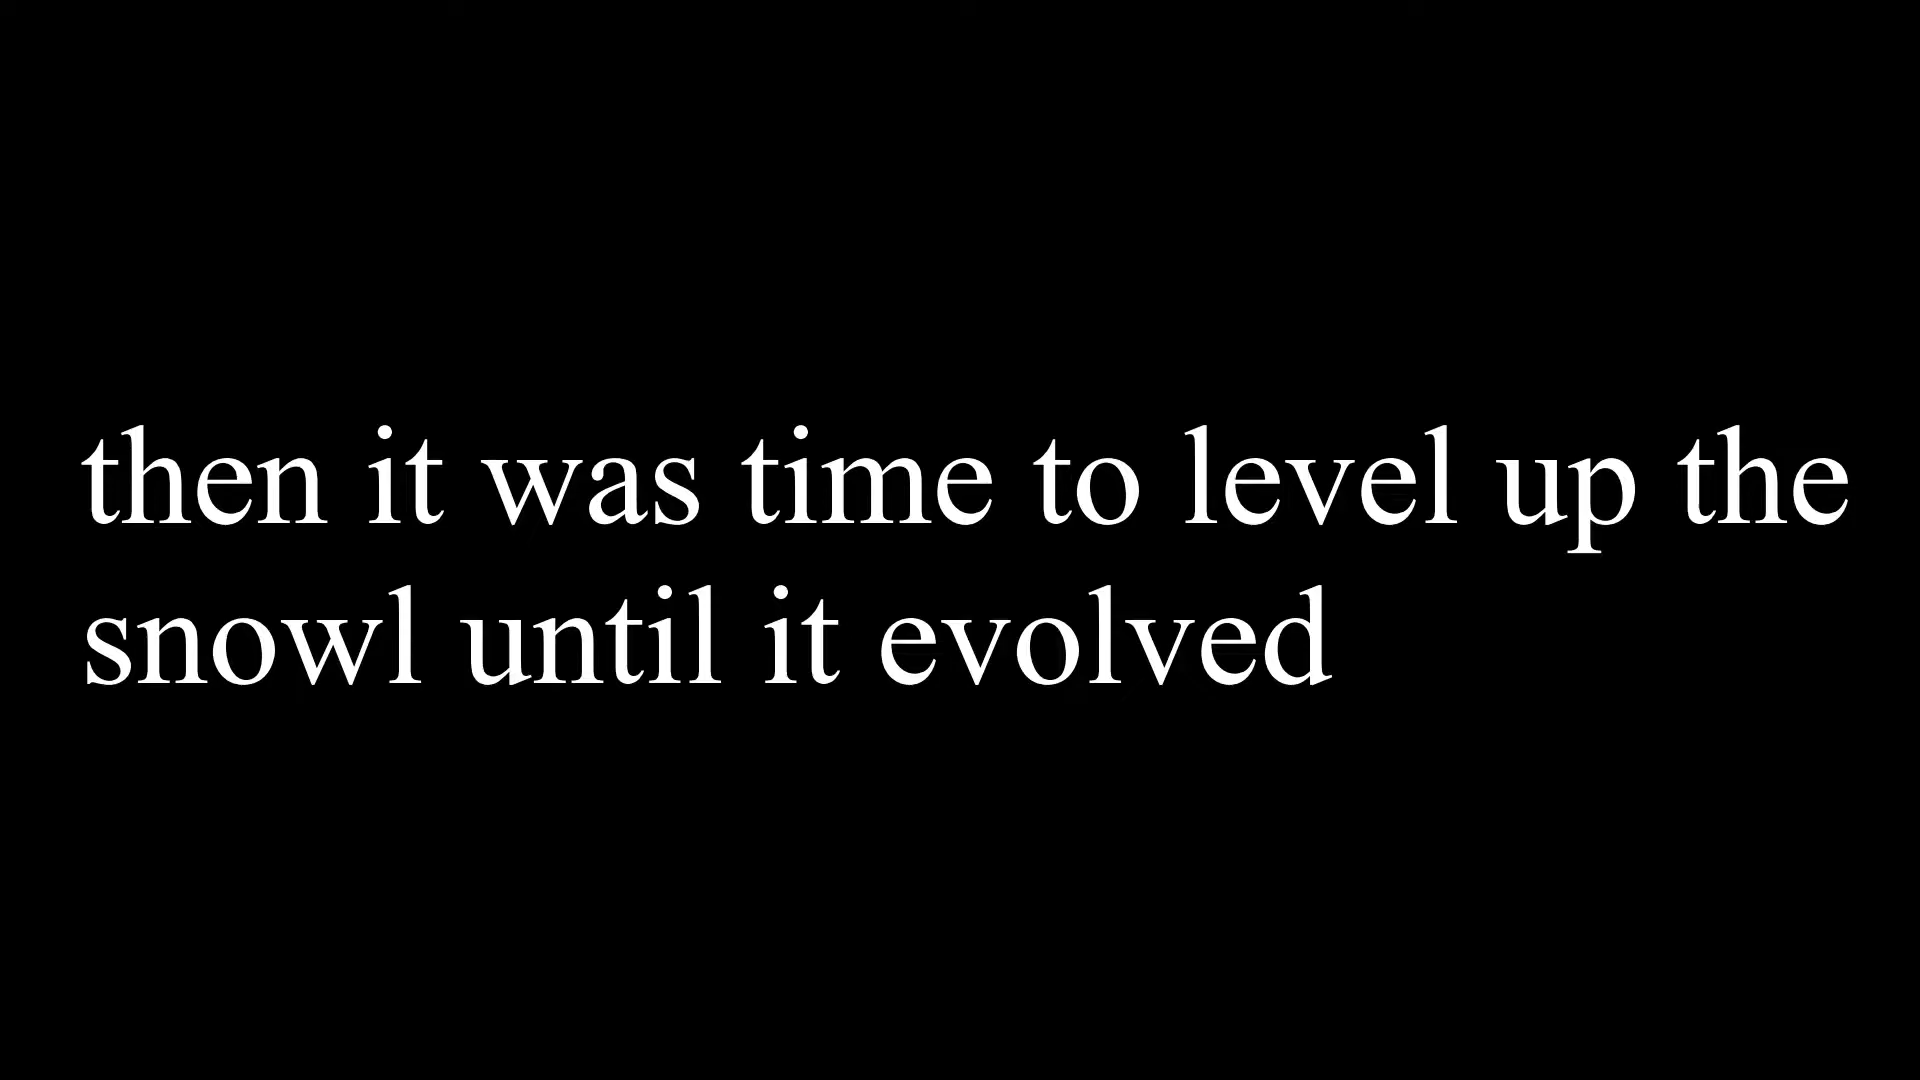 then it was time to level up the
snowl until it evolved